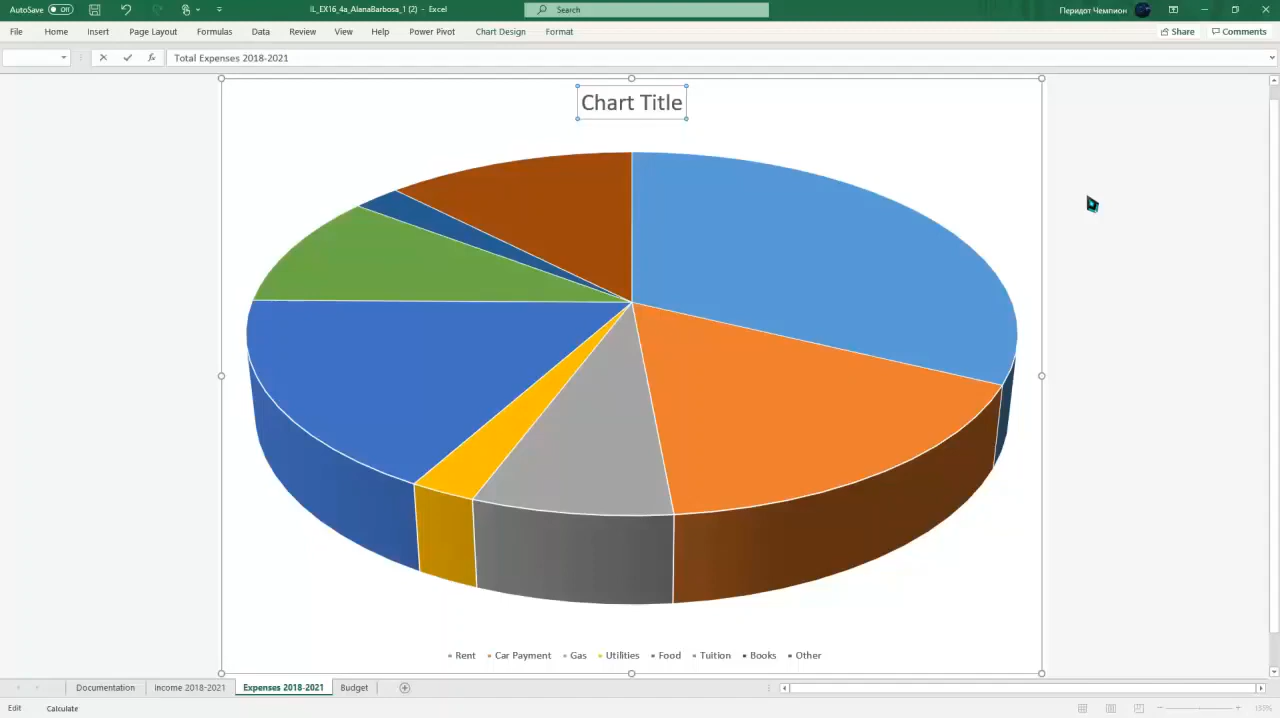 AutoSave Off IL_EX16_4a_AlanaBarbosa_1 (2) - Excel Search Перидот Чемпион
File Home Insert Page Layout Formulas Data Review View Help Power Pivot Chart Design Format Share Comments
fx Total Expenses 2018-2021
Chart Title
Rent Car Payment Gas Utilities Food Tuition Books Other
Documentation Income 2018-2021 Expenses 2018-2021 Budget
Edit Calculate